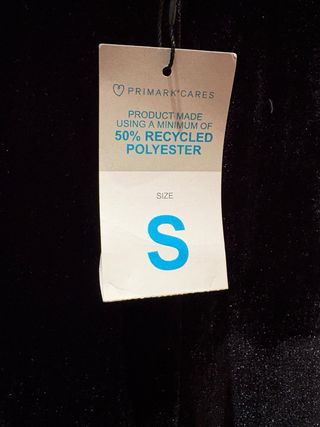 PRIMARK®CARES
PRODUCT MADE
USING A MINIMUM OF
50% RECYCLED
POLYESTER
SIZE
S